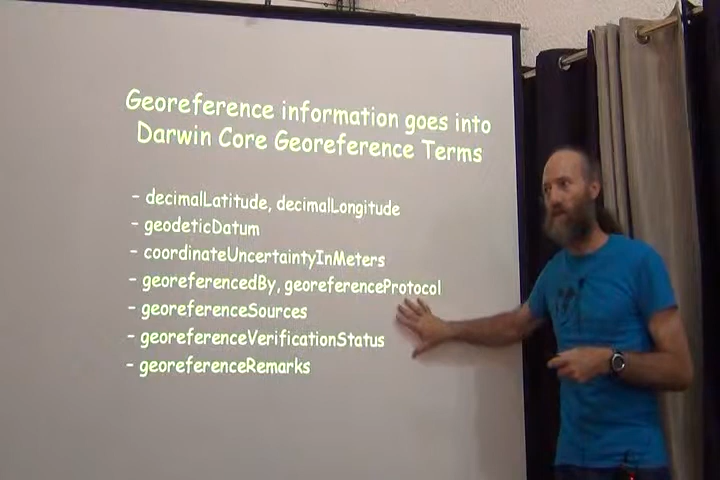 Georeference information goes into
Darwin Core Georeference Terms
- decimalLatitude, decimalLongitude
- geodeticDatum
- coordinateUncertaintyInMeters
- georeferencedBy, georeferenceProtocol
- georeferenceSources
- georeferenceVerificationStatus
- georeferenceRemarks